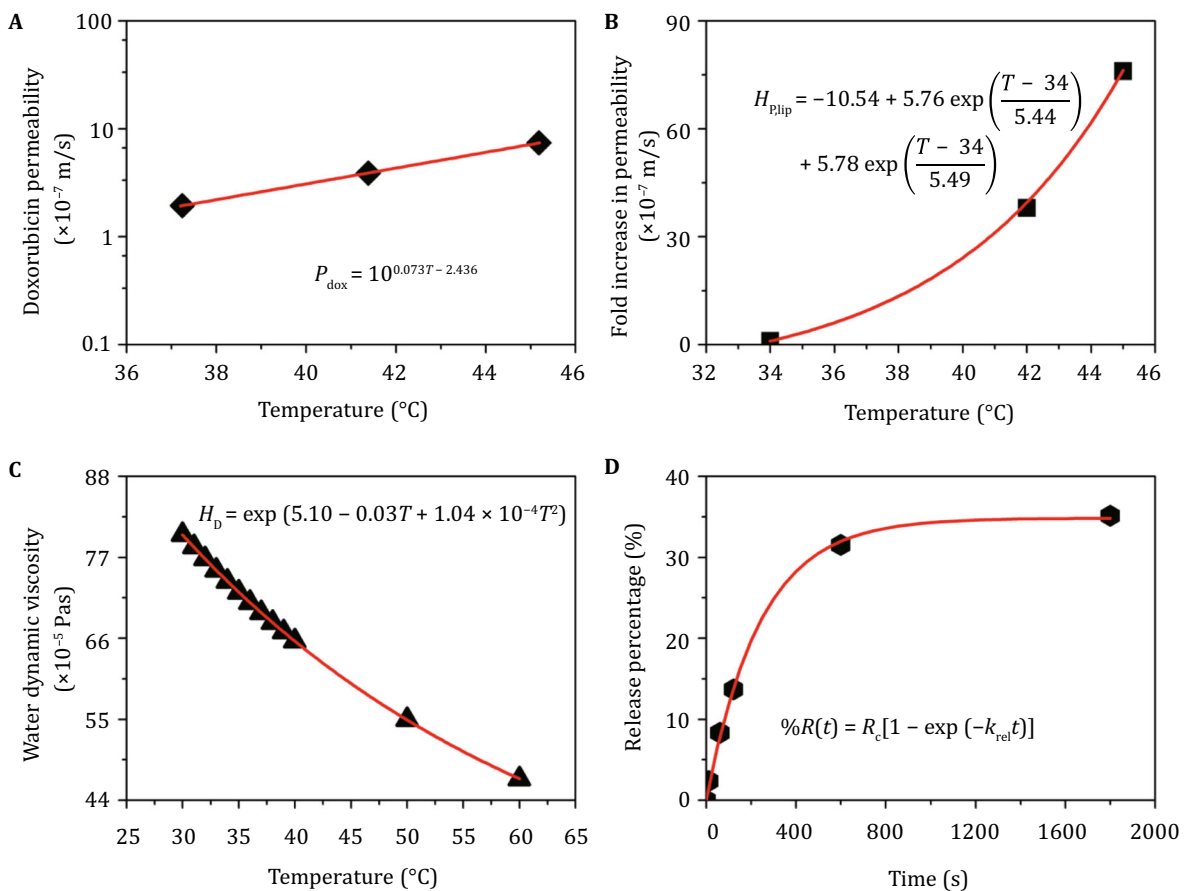 A
Doxorubicin permeability
(×10⁻⁷ m/s)
100
10
1
0.1
P_dox = 10^(0.073T − 2.436)
36 38 40 42 44 46
Temperature (°C)
B
Fold increase in permeability
(×10⁻⁷ m/s)
90
60
30
0
H_P,lip = −10.54 + 5.76 exp (T − 34 / 5.44)
+ 5.78 exp (T − 34 / 5.49)
32 34 36 38 40 42 44 46
Temperature (°C)
C
Water dynamic viscosity
(×10⁻⁵ Pas)
88
77
66
55
44
H_D = exp (5.10 − 0.03T + 1.04 × 10⁻⁴T²)
25 30 35 40 45 50 55 60 65
Temperature (°C)
D
Release percentage (%)
40
30
20
10
0
%R(t) = R_c[1 − exp (−k_rel t)]
0 400 800 1200 1600 2000
Time (s)